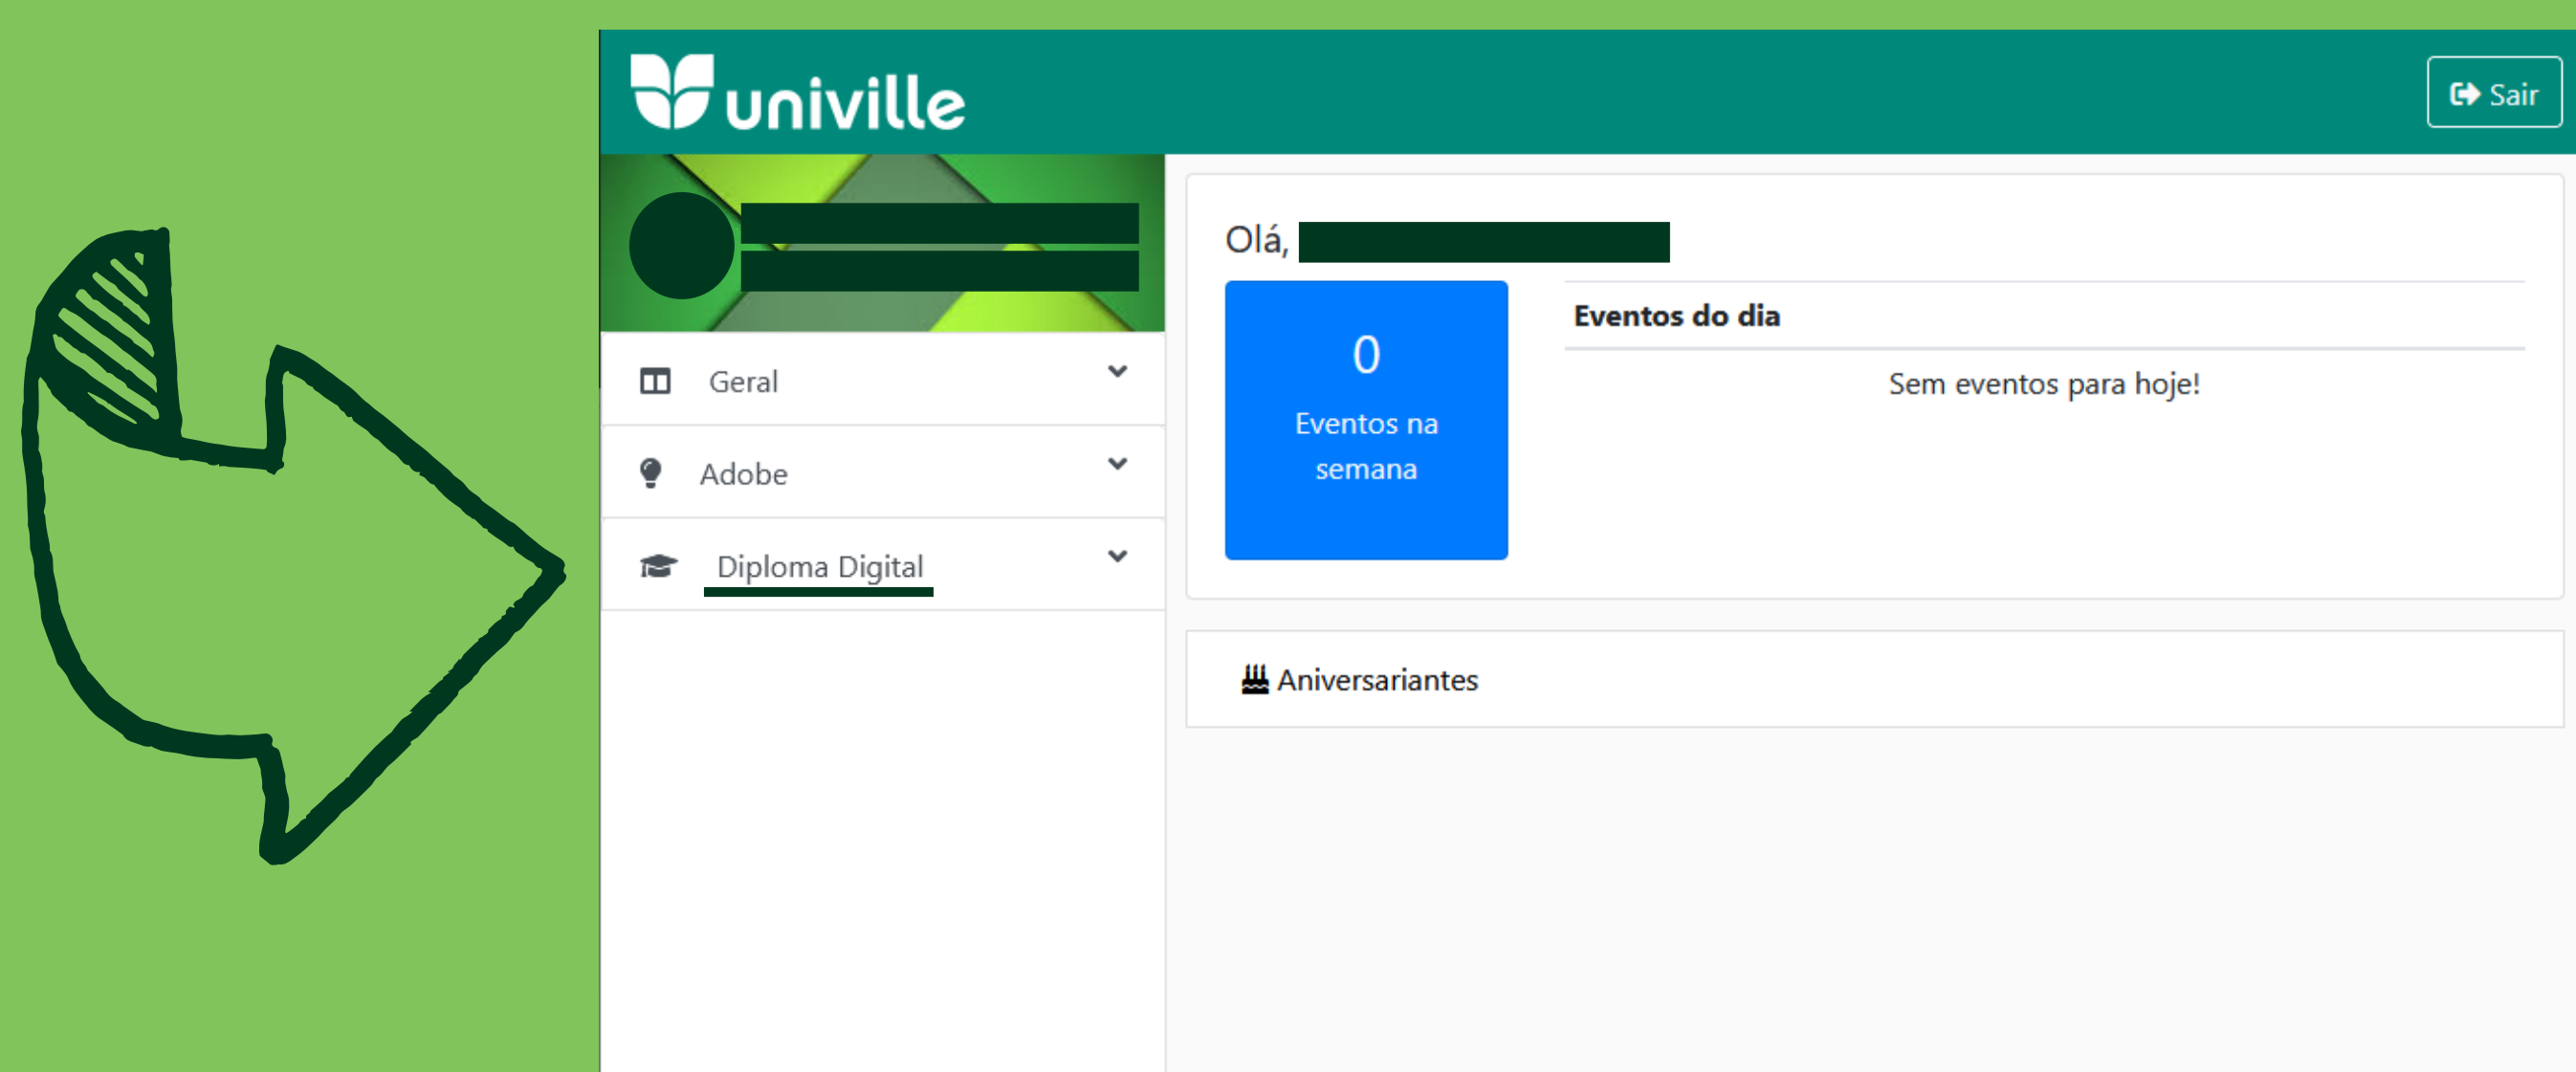 univille
Sair
Olá,
Geral
Adobe
Diploma Digital
0
Eventos na
semana
Eventos do dia
Sem eventos para hoje!
Aniversariantes